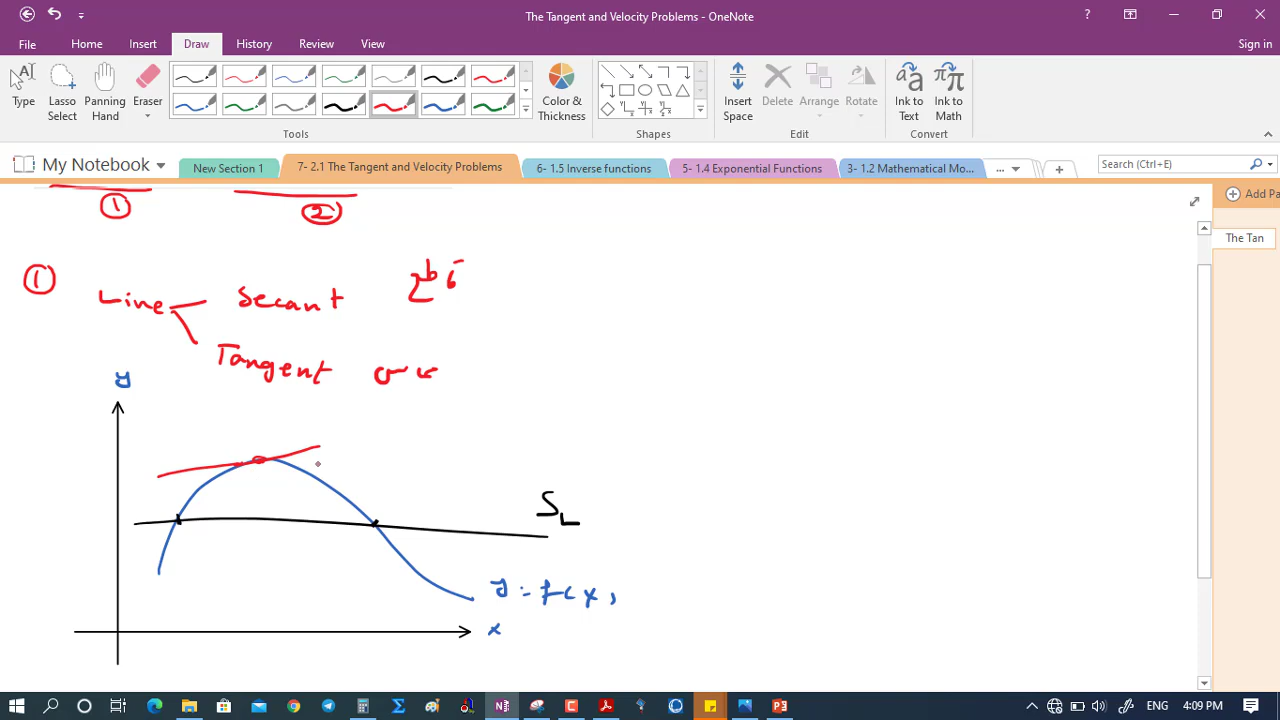 The Tangent and Velocity Problems - OneNote
Sign in
File Home Insert Draw History Review View
Type
Lasso Select
Panning Hand
Eraser
Color & Thickness
Insert Space
Delete
Arrange
Rotate
Ink to Text
Ink to Math
Tools
Shapes
Edit
Convert
My Notebook
New Section 1
7- 2.1 The Tangent and Velocity Problems
6- 1.5 Inverse functions
5- 1.4 Exponential Functions
3- 1.2 Mathematical Mo...
Search (Ctrl+E)
Add Pa
The Tan
① ②
① Line Secant
Tangent
y
S_L
y = f(x)
x
ENG 4:09 PM